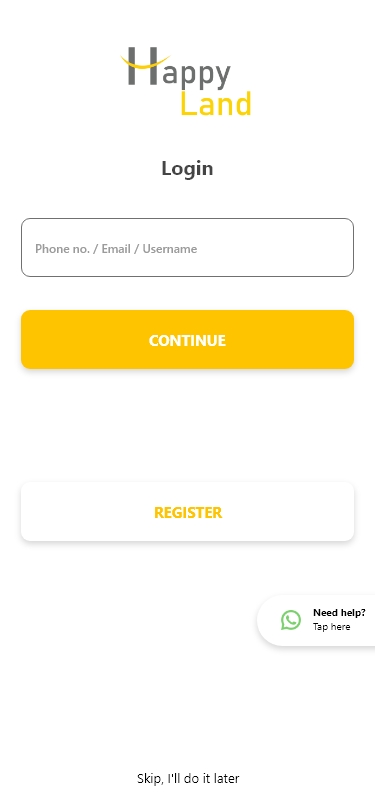 Happy
Land
Login
Phone no. / Email / Username
CONTINUE
REGISTER
Need help?
Tap here
Skip, I'll do it later